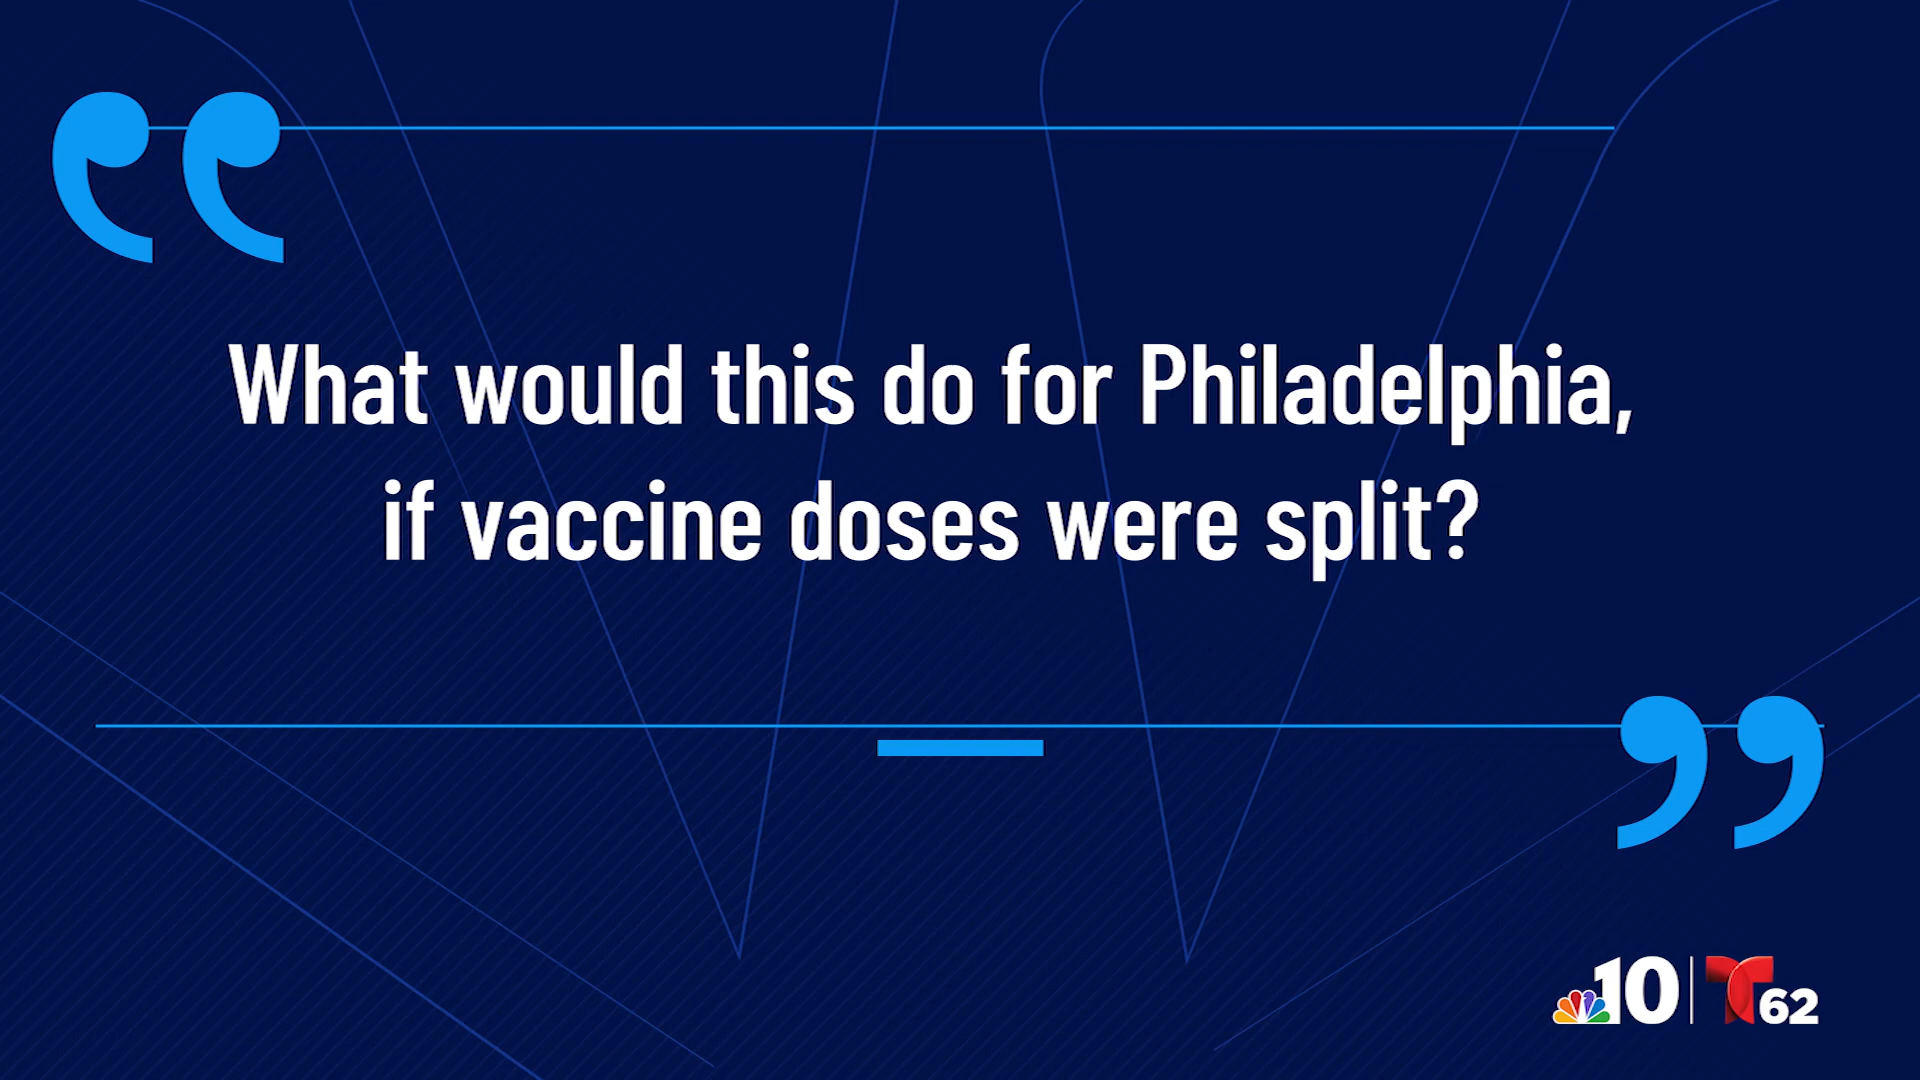 “
What would this do for Philadelphia,
if vaccine doses were split?
”
10 | T 62